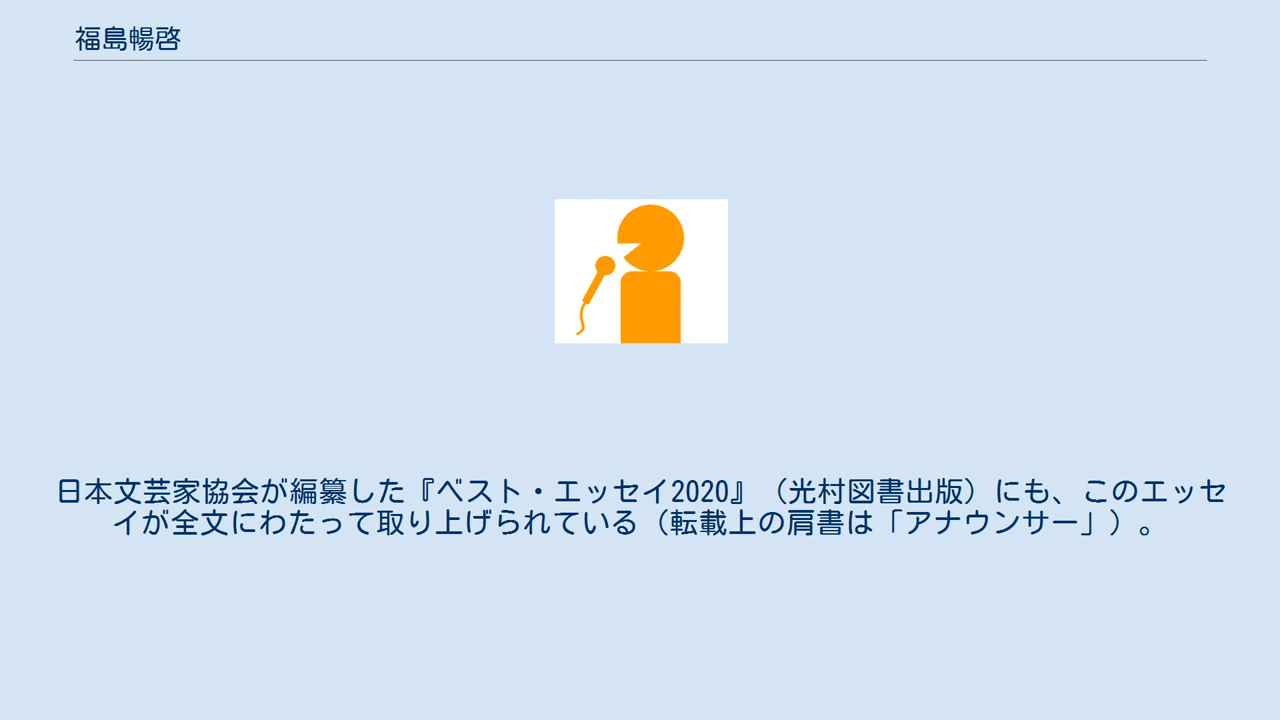 福島暢啓
日本文芸家協会が編纂した『ベスト・エッセイ2020』（光村図書出版）にも、このエッセ
イが全文にわたって取り上げられている（転載上の肩書は「アナウンサー」）。